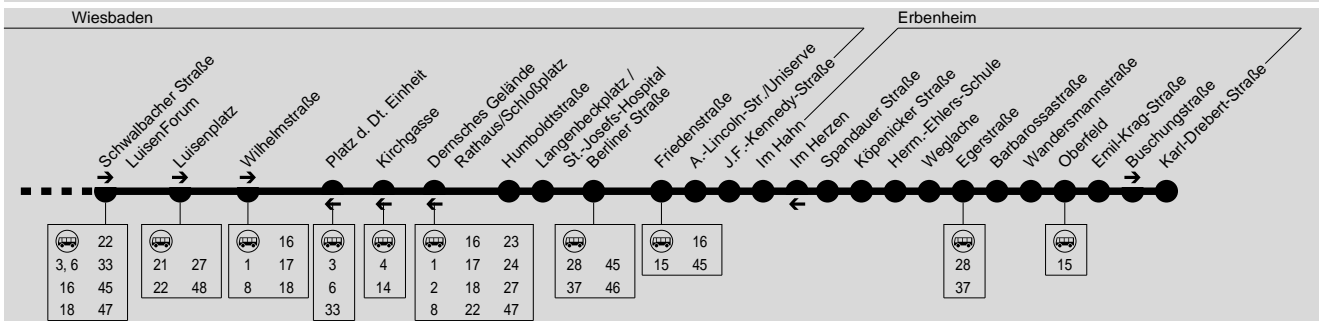 Wiesbaden
Erbenheim
Schwalbacher Straße
LuisenForum
Luisenplatz
Wilhelmstraße
Platz d. Dt. Einheit
Kirchgasse
Dernsches Gelände
Rathaus/Schloßplatz
Humboldtstraße
Langenbeckplatz /
St.-Josefs-Hospital
Berliner Straße
Friedenstraße
A.-Lincoln-Str./Uniserve
J.F.-Kennedy-Straße
Im Hahn
Im Herzen
Spandauer Straße
Köpenicker Straße
Herm.-Ehlers-Schule
Weglache
Egerstraße
Barbarossastraße
Wandersmannstraße
Oberfeld
Emil-Krag-Straße
Buschungstraße
Karl-Drebert-Straße
22
3, 6 33
16 45
18 47
21 27
22 48
16
1 17
8 18
3
6
33
4
14
16 23
1 17 24
2 18 27
8 22 47
28 45
37 46
16
15 45
28
37
15